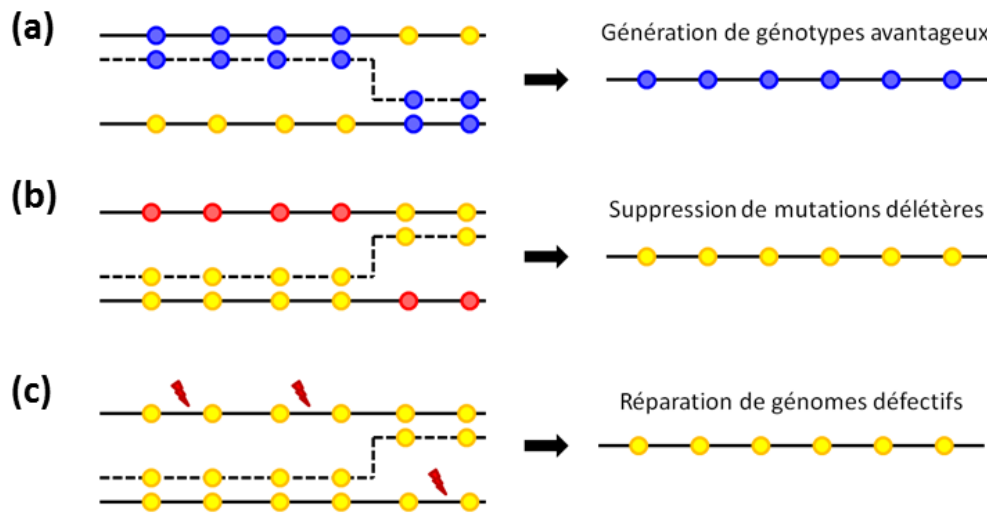 (a)
Génération de génotypes avantageux
(b)
Suppression de mutations délétères
(c)
Réparation de génomes défectifs